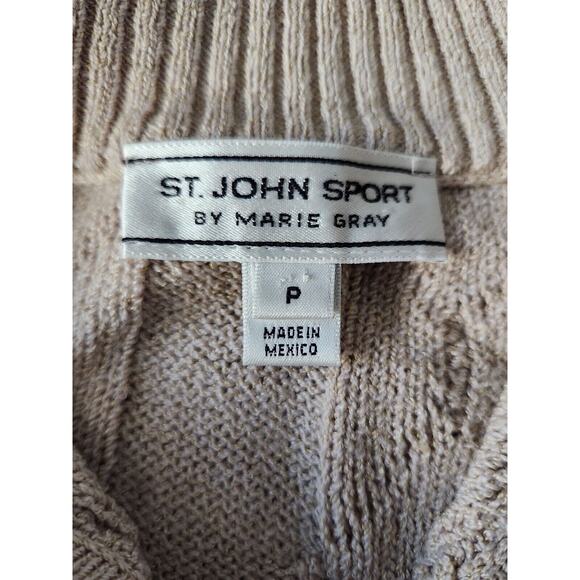 ST. JOHN SPORT
BY MARIE GRAY
P
MADE IN
MEXICO